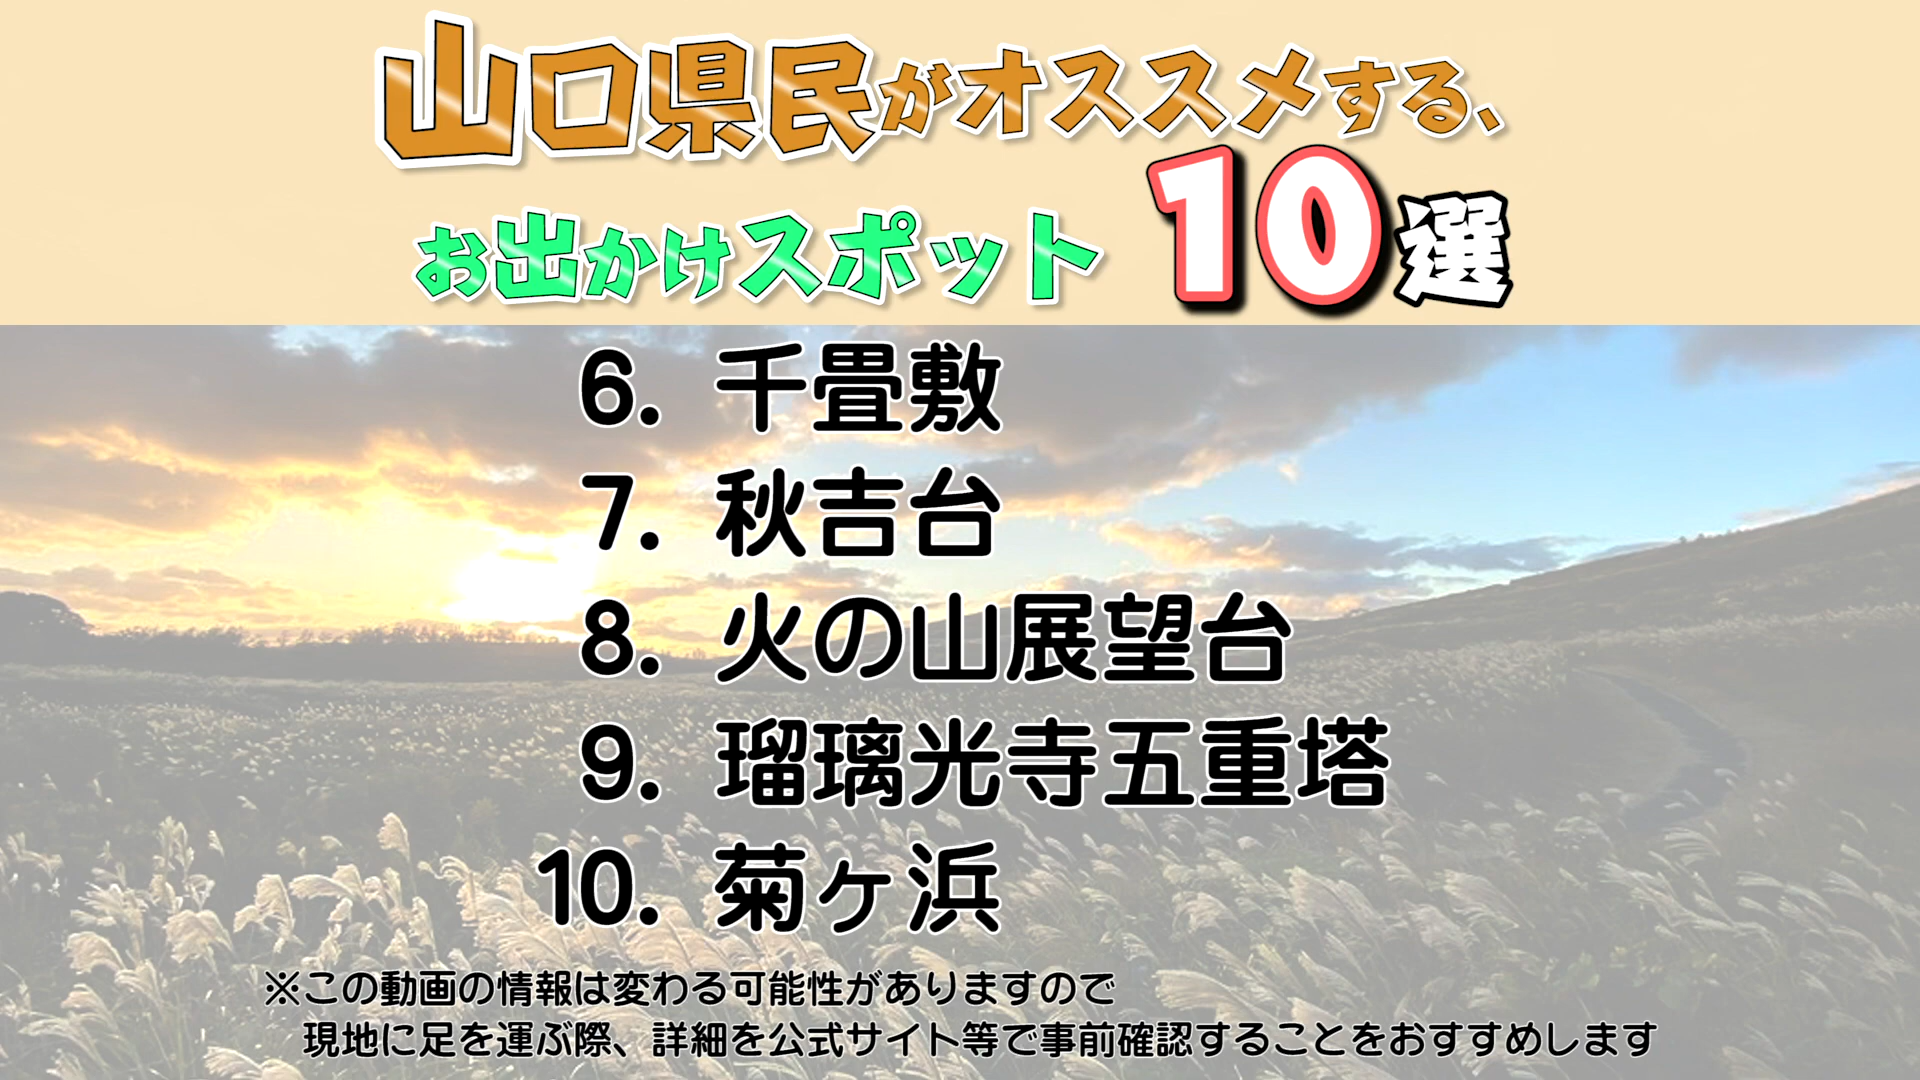 山口県民がオススメする、
お出かけスポット 10選
6. 千畳敷
7. 秋吉台
8. 火の山展望台
9. 瑠璃光寺五重塔
10. 菊ヶ浜
※この動画の情報は変わる可能性がありますので
現地に足を運ぶ際、詳細を公式サイト等で事前確認することをおすすめします